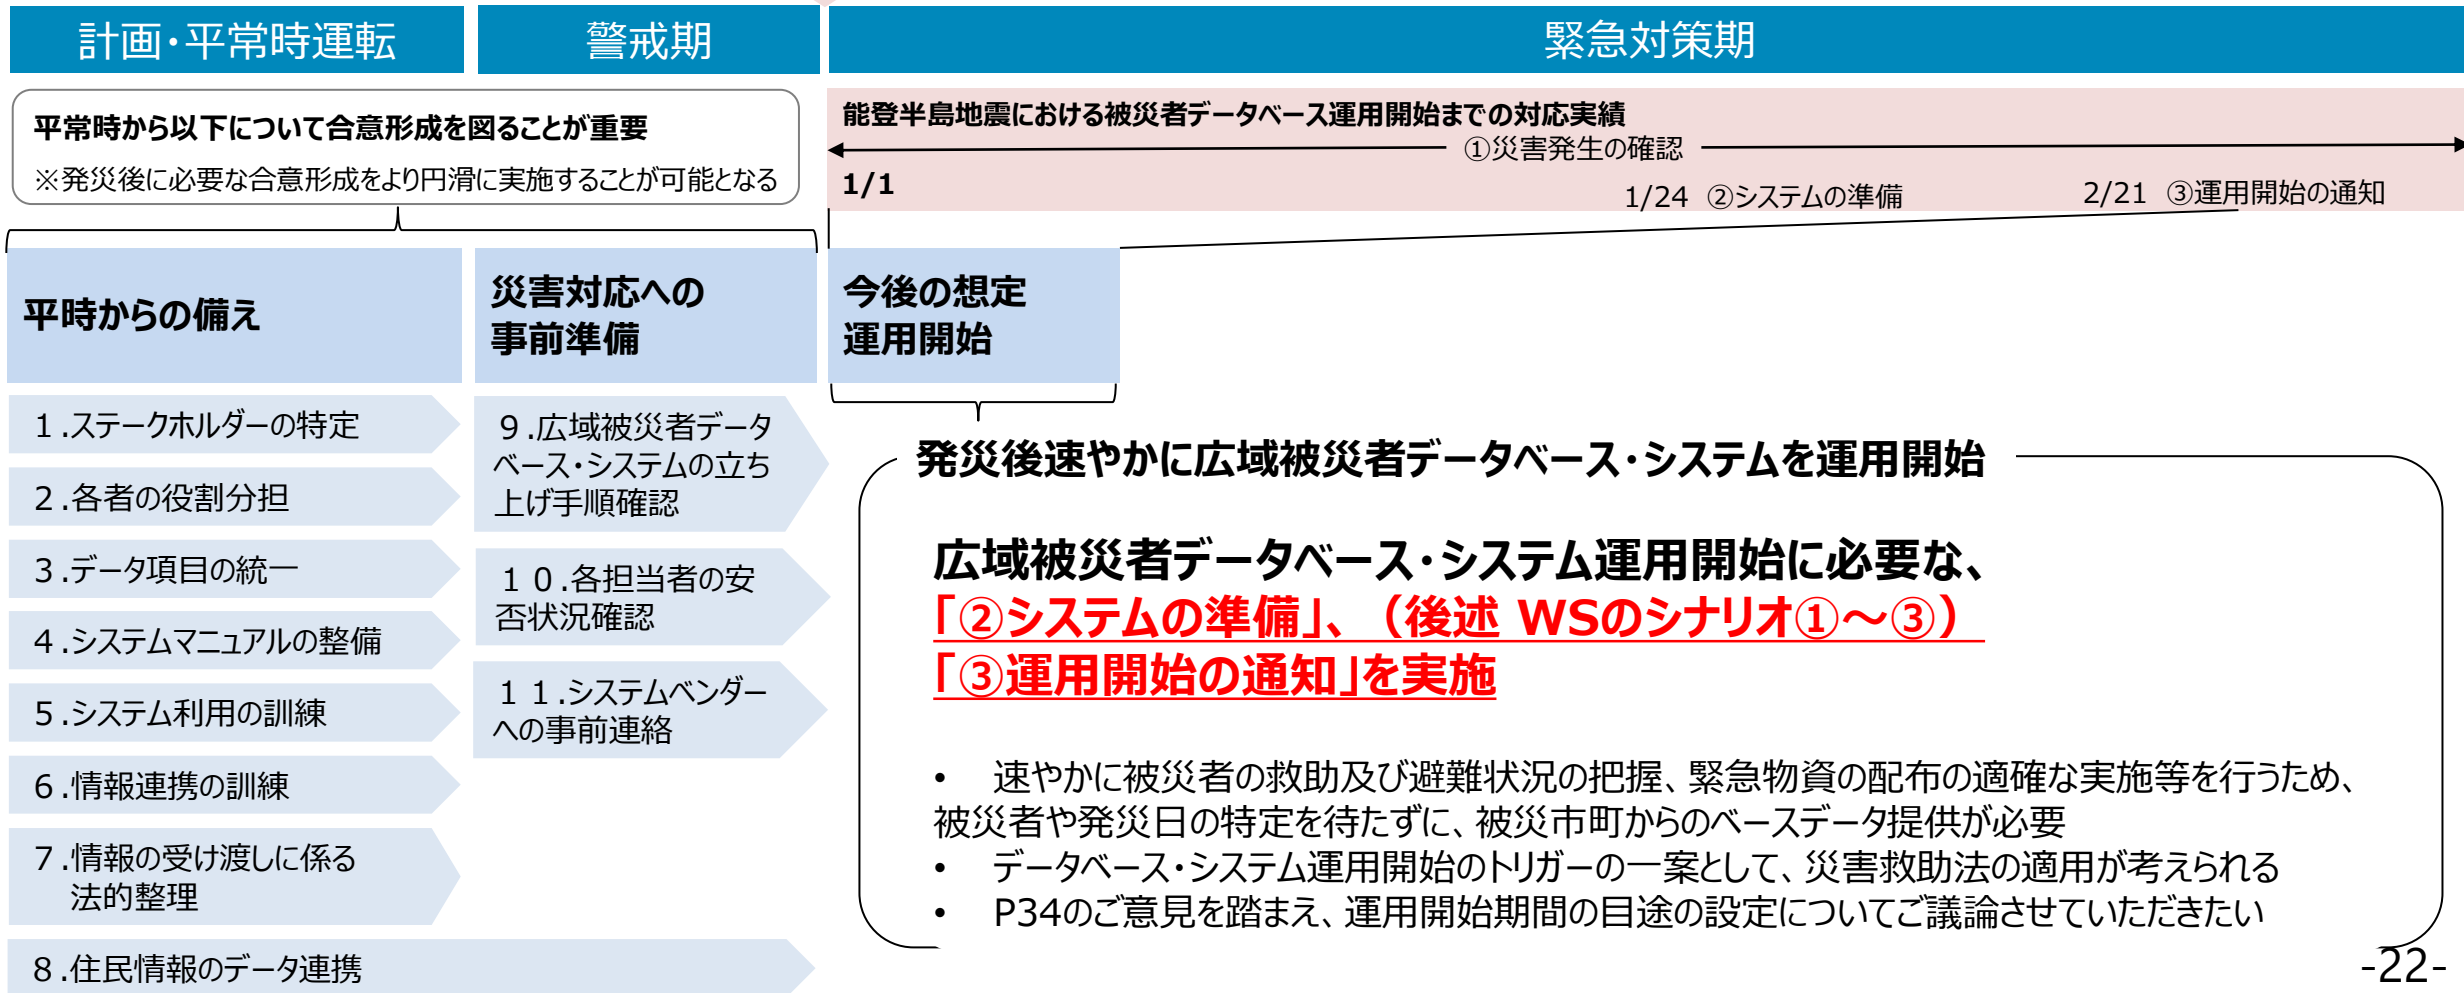 計画・平常時運転
警戒期
緊急対策期
平常時から以下について合意形成を図ることが重要
※発災後に必要な合意形成をより円滑に実施することが可能となる
能登半島地震における被災者データベース運用開始までの対応実績
①災害発生の確認
1/1
1/24 ②システムの準備
2/21 ③運用開始の通知
平時からの備え
災害対応への
事前準備
今後の想定
運用開始
１.ステークホルダーの特定
２.各者の役割分担
３.データ項目の統一
４.システムマニュアルの整備
５.システム利用の訓練
６.情報連携の訓練
７.情報の受け渡しに係る
法的整理
８.住民情報のデータ連携
９.広域被災者データ
ベース・システムの立ち
上げ手順確認
１０.各担当者の安
否状況確認
１１.システムベンダー
への事前連絡
発災後速やかに広域被災者データベース・システムを運用開始
広域被災者データベース・システム運用開始に必要な、
「②システムの準備」、（後述 WSのシナリオ①～③）
「③運用開始の通知」を実施
• 速やかに被災者の救助及び避難状況の把握、緊急物資の配布の適確な実施等を行うため、
被災者や発災日の特定を待たずに、被災市町からのベースデータ提供が必要
• データベース・システム運用開始のトリガーの一案として、災害救助法の適用が考えられる
• P34のご意見を踏まえ、運用開始期間の目途の設定についてご議論させていただきたい
-22-